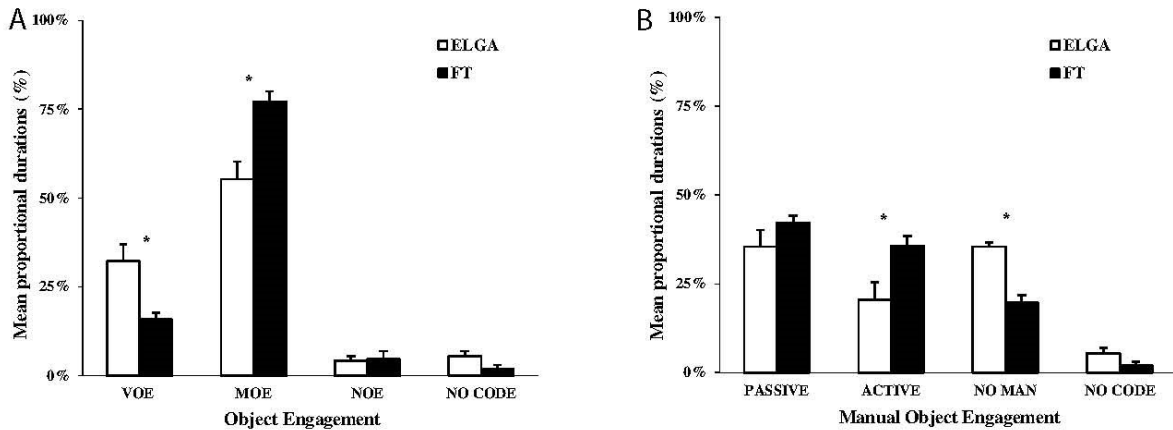 A
Mean proportional durations (%)
100%
75%
50%
25%
0%
ELGA
FT
*
*
VOE MOE NOE NO CODE
Object Engagement
B
Mean proportional durations (%)
100%
75%
50%
25%
0%
ELGA
FT
*
*
PASSIVE ACTIVE NO MAN NO CODE
Manual Object Engagement